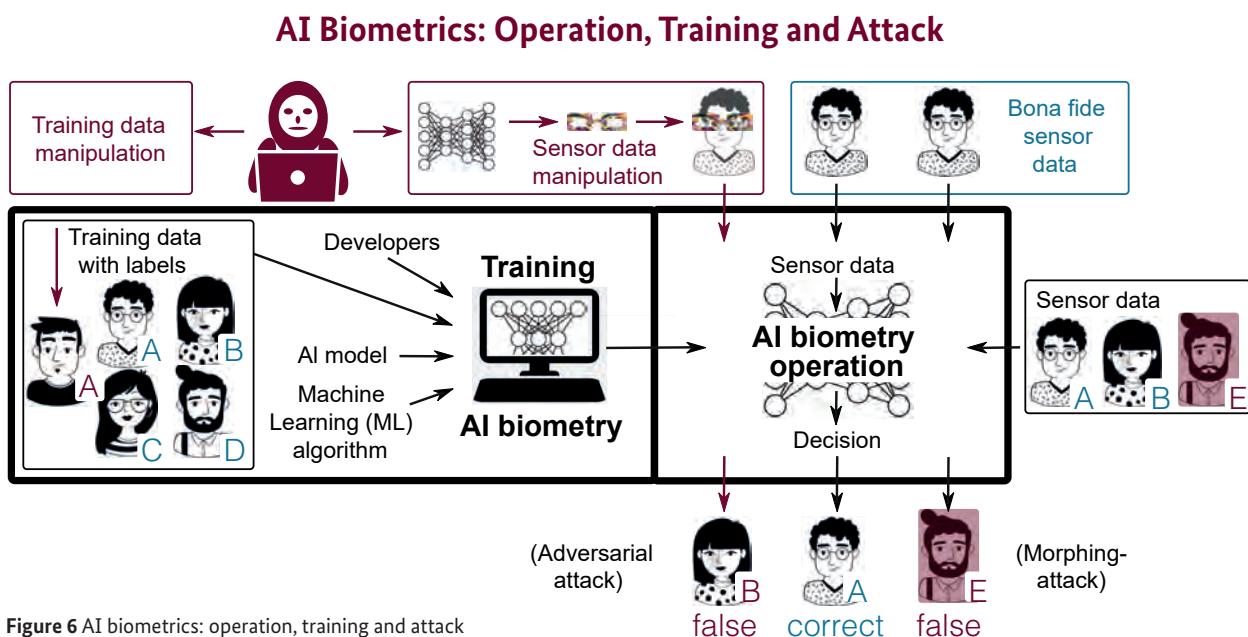 AI Biometrics: Operation, Training and Attack
Training data
manipulation
Sensor data
manipulation
Bona fide
sensor
data
Training data
with labels
A
A
B
C
D
Developers
AI model
Machine
Learning (ML)
algorithm
Training
AI biometry
Sensor data
AI biometry
operation
Decision
Sensor data
A
B
E
(Adversarial
attack)
B
false
A
correct
E
false
(Morphing-
attack)
Figure 6 AI biometrics: operation, training and attack